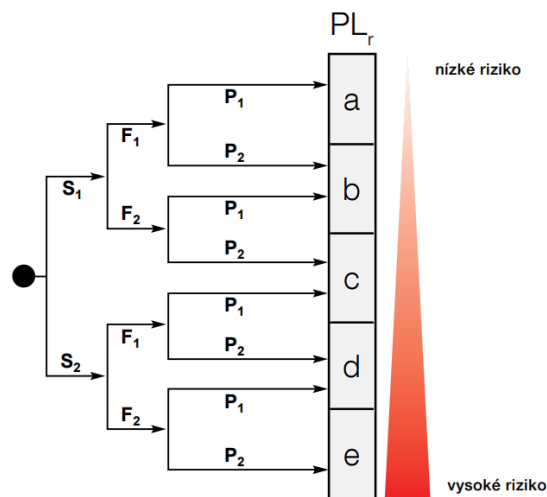 PLr
nízké riziko
P1
a
F1
P2
S1
b
P1
F2
P2
c
P1
F1
P2
S2
d
P1
F2
P2
e
vysoké riziko